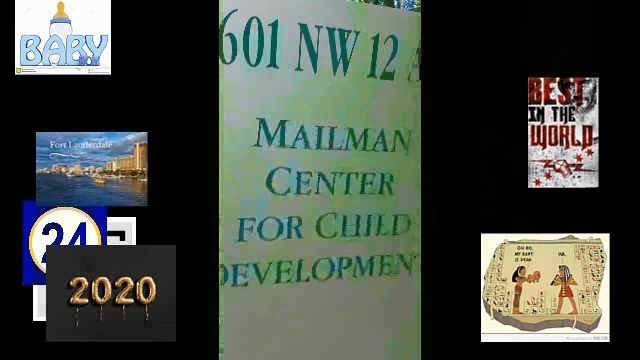 BABY
Fort Lauderdale
24
2020
601 NW 12
MAILMAN
CENTER
FOR CHILD
DEVELOPMENT
BEST
IN THE
WORLD
OH NO,
MY BABY
IS DEAD.
HA.